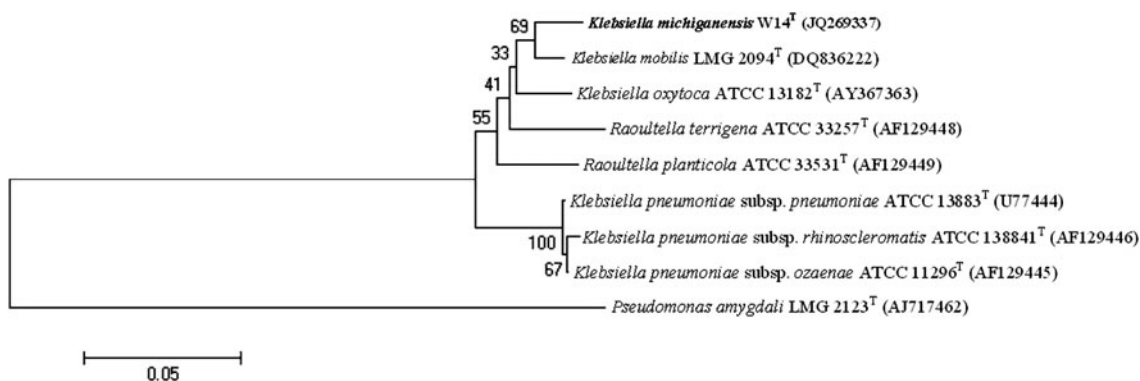 69 Klebsiella michiganensis W14ᵀ (JQ269337)
33 Klebsiella mobilis LMG 2094ᵀ (DQ836222)
41 Klebsiella oxytoca ATCC 13182ᵀ (AY367363)
55 Raoultella terrigena ATCC 33257ᵀ (AF129448)
Raoultella planticola ATCC 33531ᵀ (AF129449)
Klebsiella pneumoniae subsp. pneumoniae ATCC 13883ᵀ (U77444)
100 Klebsiella pneumoniae subsp. rhinoscleromatis ATCC 138841ᵀ (AF129446)
67 Klebsiella pneumoniae subsp. ozaenae ATCC 11296ᵀ (AF129445)
Pseudomonas amygdali LMG 2123ᵀ (AJ717462)
0.05